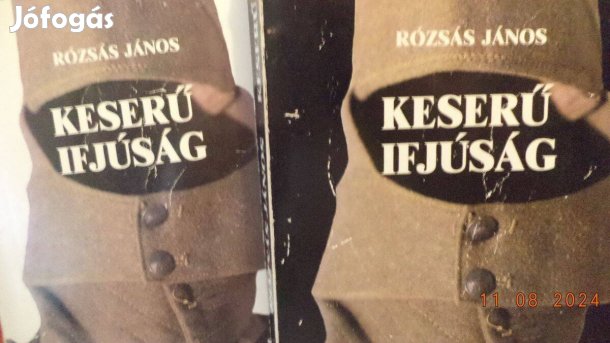 Jófogás
RÓZSÁS JÁNOS
KESERŰ
IFJÚSÁG
RÓZSÁS JÁNOS
KESERŰ
IFJÚSÁG
11 08 2024